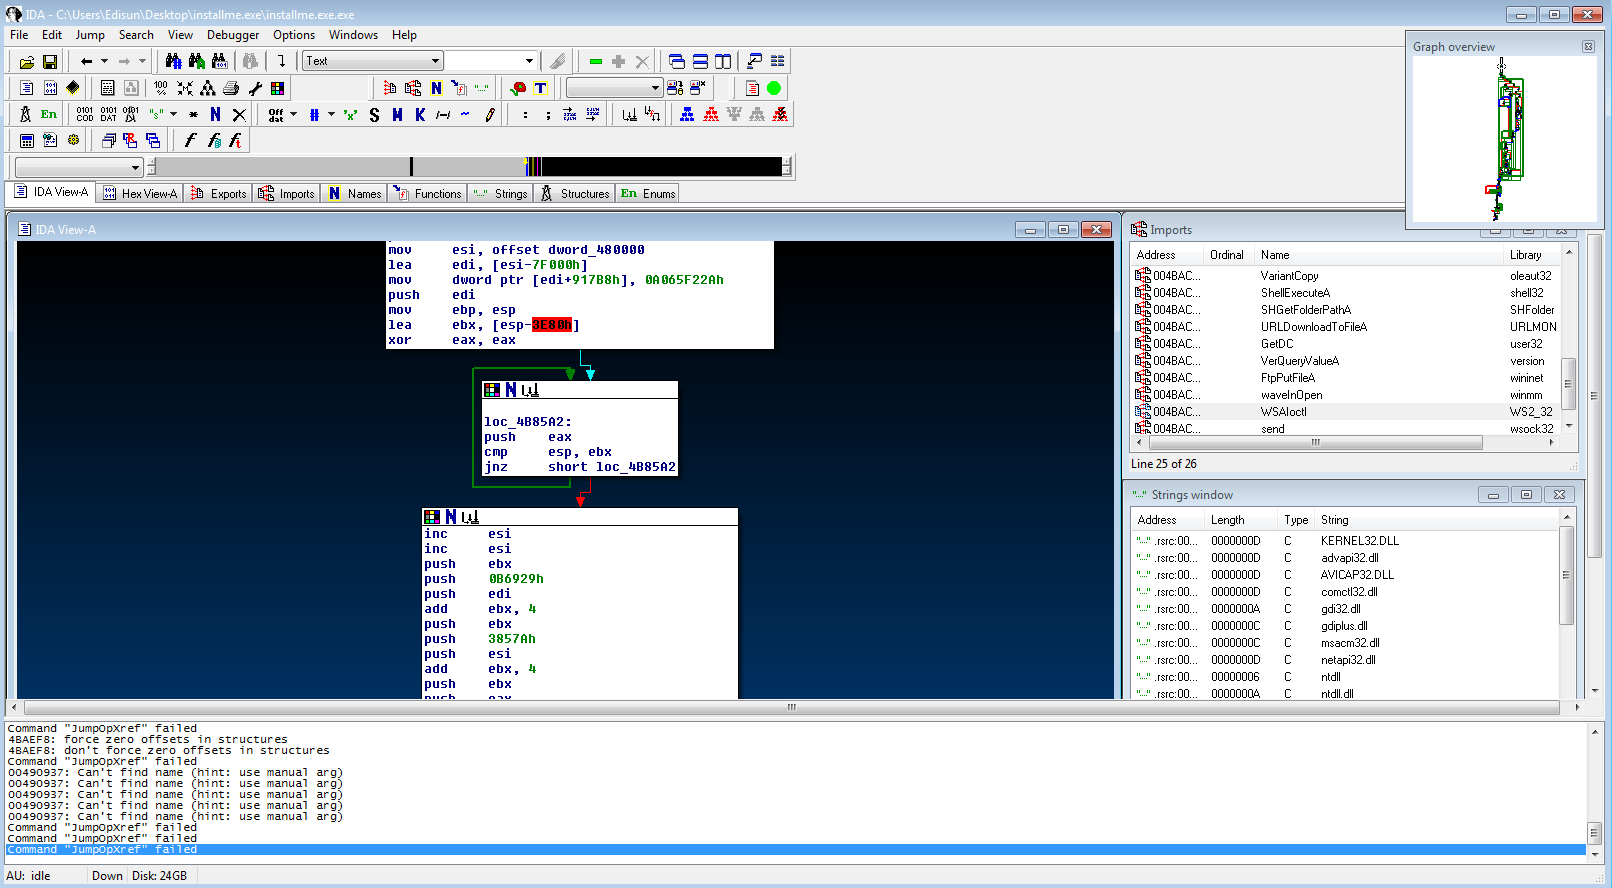 IDA - C:\Users\Edisun\Desktop\installme.exe\installme.exe.exe
File Edit Jump Search View Debugger Options Windows Help
Text
En
Off
dat
Graph overview
IDA View-A Hex View-A Exports Imports Names Functions Strings Structures En Enums
IDA View-A
mov esi, offset dword_480000
lea edi, [esi-7F000h]
mov dword ptr [edi+917B8h], 0A065F22Ah
push edi
mov ebp, esp
lea ebx, [esp-3E80h]
xor eax, eax
loc_4B85A2:
push eax
cmp esp, ebx
jnz short loc_4B85A2
inc esi
inc esi
push ebx
push 0B6929h
push edi
add ebx, 4
push ebx
push 3857Ah
push esi
add ebx, 4
push ebx
push eax
Imports
Address Ordinal Name Library
004BAC... VariantCopy oleaut32
004BAC... ShellExecuteA shell32
004BAC... SHGetFolderPathA SHFolder
004BAC... URLDownloadToFileA URLMON
004BAC... GetDC user32
004BAC... VerQueryValueA version
004BAC... FtpPutFileA wininet
004BAC... waveInOpen winmm
004BAC... WSAIoctl WS2_32
004BAC... send wsock32
Line 25 of 26
Strings window
Address Length Type String
.rsrc:00... 0000000D C KERNEL32.DLL
.rsrc:00... 0000000D C advapi32.dll
.rsrc:00... 0000000D C AVICAP32.DLL
.rsrc:00... 0000000D C comctl32.dll
.rsrc:00... 0000000A C gdi32.dll
.rsrc:00... 0000000C C gdiplus.dll
.rsrc:00... 0000000C C msacm32.dll
.rsrc:00... 0000000D C netapi32.dll
.rsrc:00... 00000006 C ntdll
.rsrc:00... 0000000A C ntdll.dll
Command "JumpOpXref" failed
4BAEF8: force zero offsets in structures
4BAEF8: don't force zero offsets in structures
Command "JumpOpXref" failed
00490937: Can't find name (hint: use manual arg)
00490937: Can't find name (hint: use manual arg)
00490937: Can't find name (hint: use manual arg)
00490937: Can't find name (hint: use manual arg)
00490937: Can't find name (hint: use manual arg)
Command "JumpOpXref" failed
Command "JumpOpXref" failed
Command "JumpOpXref" failed
AU: idle Down Disk: 24GB